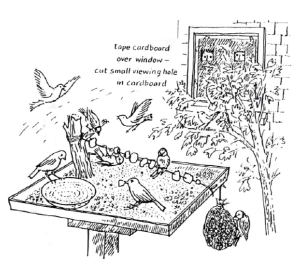 tape cardboard
over window —
cut small viewing hole
in cardboard